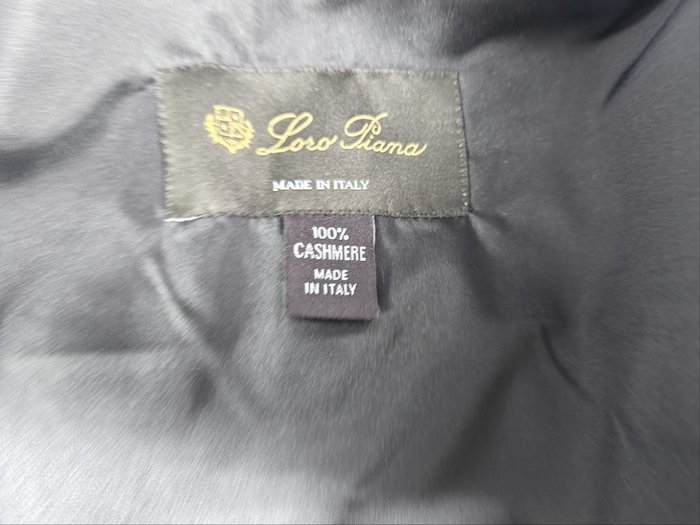 Loro Piana
MADE IN ITALY
100%
CASHMERE
MADE
IN ITALY